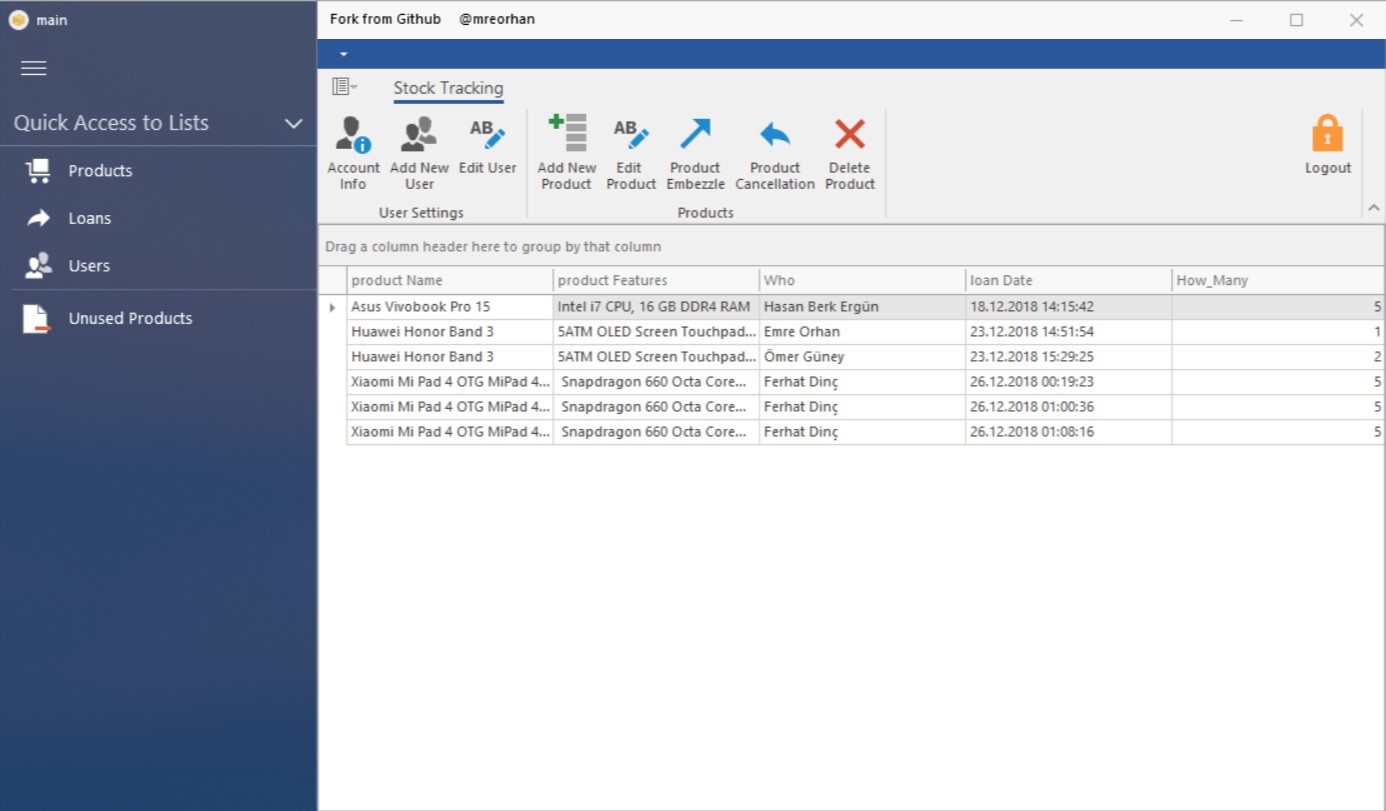 main
Fork from Github @mreorhan
Quick Access to Lists
Products
Loans
Users
Unused Products
Stock Tracking
Account Info
Add New User
Edit User
User Settings
Add New Product
Edit Product
Product Embezzle
Product Cancellation
Delete Product
Products
Logout
Drag a column header here to group by that column
product Name product Features Who loan Date How_Many
Asus Vivobook Pro 15 Intel i7 CPU, 16 GB DDR4 RAM Hasan Berk Ergün 18.12.2018 14:15:42 5
Huawei Honor Band 3 5ATM OLED Screen Touchpad... Emre Orhan 23.12.2018 14:51:54 1
Huawei Honor Band 3 5ATM OLED Screen Touchpad... Ömer Güney 23.12.2018 15:29:25 2
Xiaomi Mi Pad 4 OTG MiPad 4... Snapdragon 660 Octa Core... Ferhat Dinç 26.12.2018 00:19:23 5
Xiaomi Mi Pad 4 OTG MiPad 4... Snapdragon 660 Octa Core... Ferhat Dinç 26.12.2018 01:00:36 5
Xiaomi Mi Pad 4 OTG MiPad 4... Snapdragon 660 Octa Core... Ferhat Dinç 26.12.2018 01:08:16 5